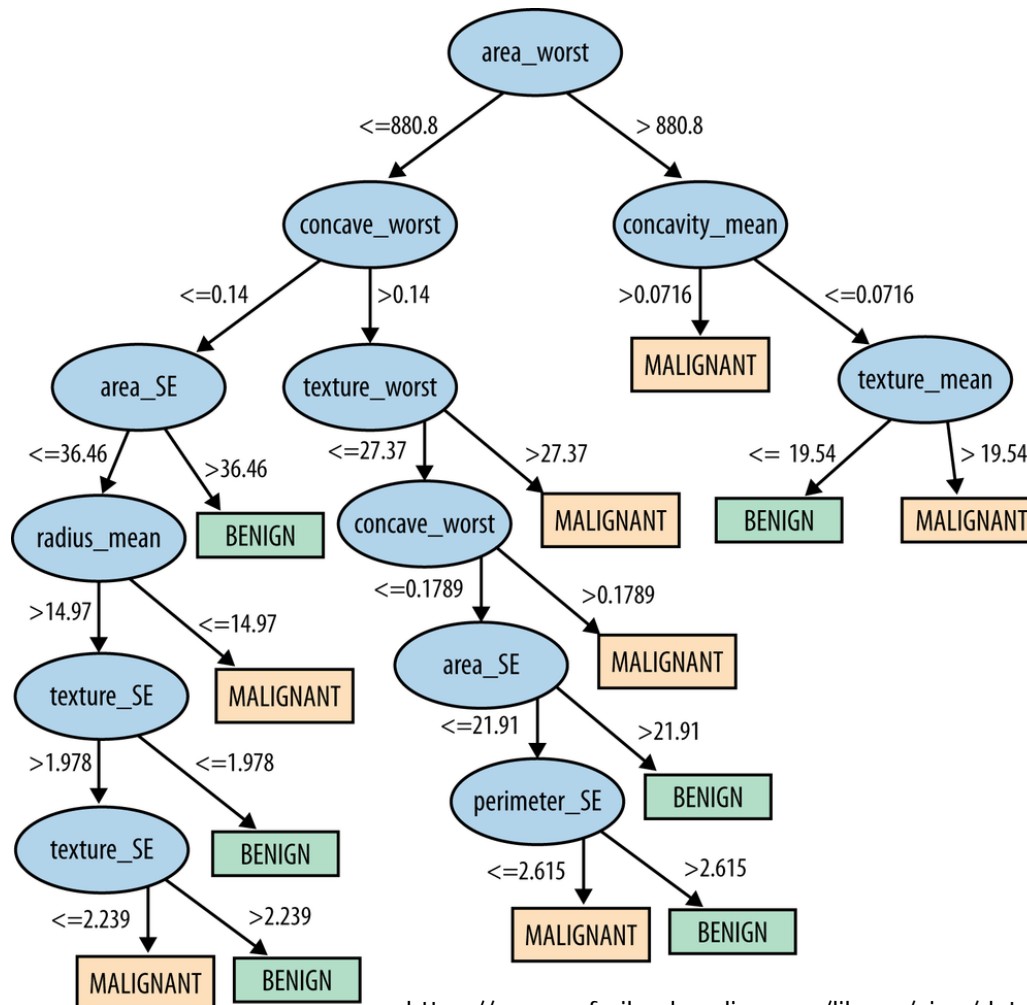 area_worst
<=880.8
> 880.8
concave_worst
concavity_mean
<=0.14
>0.14
>0.0716
<=0.0716
area_SE
texture_worst
MALIGNANT
texture_mean
<=36.46
>36.46
<=27.37
>27.37
<= 19.54
> 19.54
radius_mean
BENIGN
concave_worst
MALIGNANT
BENIGN
MALIGNANT
>14.97
<=14.97
<=0.1789
>0.1789
texture_SE
MALIGNANT
area_SE
MALIGNANT
>1.978
<=1.978
<=21.91
>21.91
texture_SE
BENIGN
perimeter_SE
BENIGN
<=2.239
>2.239
<=2.615
>2.615
MALIGNANT
BENIGN
MALIGNANT
BENIGN